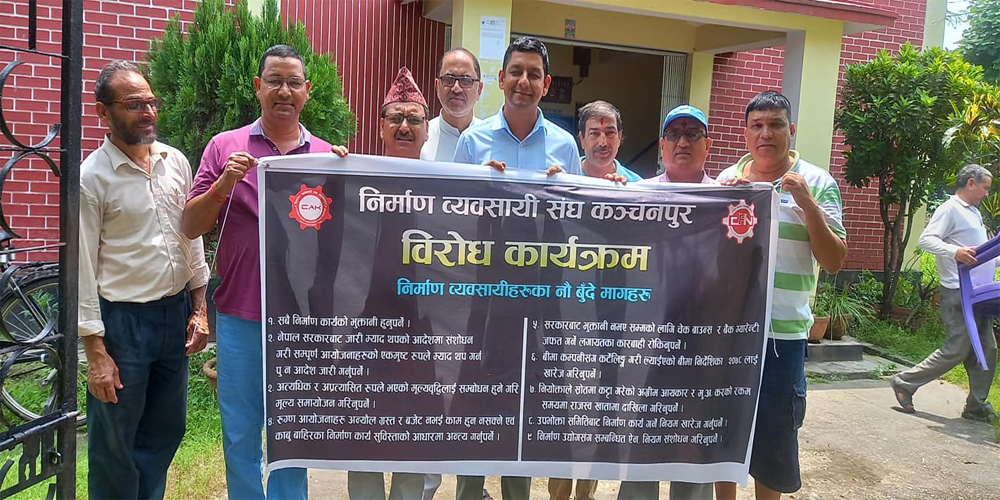 निर्माण व्यवसायी संघ कञ्चनपुर
CAK
CAN
विरोध कार्यक्रम
निर्माण व्यवसायीहरूका नौ बुँदे मागहरू
१. सबै निर्माण कार्यको भुक्तानी हुनुपर्ने ।
२. नेपाल सरकारबाट जारी म्याद थपको आदेशमा संशोधन
गरी सम्पूर्ण आयोजनाहरूको एकमुष्ट रूपले म्याद थप गर्न
पु न आदेश जारी गर्नुपर्ने ।
३. अत्याधिक र अप्रत्यासित रूपले भएको मूल्यवृद्धिलाई सम्बोधन हुने गरि
मूल्य समायोजन गरिनुपर्ने ।
४. रूग्ण आयोजनाहरू अन्योल ग्रस्त र बजेट नभई काम हुन नसक्ने एवं
काबु बाहिरका निर्माण कार्य सुविस्ताको आधारमा अन्त्य गर्नुपर्ने ।
५. सरकारबाट भुक्तानी नभए सम्मको लागि चेक बाउन्स र बैंक ग्यारेन्टी
जफत गर्ने लगायतका कारबाही रोकिनुपर्ने ।
६. बीमा कम्पनीसंग कार्टेलिङ्ग गरी ल्याईएको बीमा निर्देशिका २०७९ लाई
खारेज गरिनुपर्ने ।
७. नियोक्ताले स्रोतमा कट्टा गरेको अग्रीम आयकार र मू.अ. करको रकम
समयमा राजस्व खातामा दाखिला गरिनुपर्ने ।
८. उपभोक्ता समितिबाट निर्माण कार्य गर्ने नियम खारेज गर्नुपर्ने ।
९. निर्माण उद्योगसंग सम्बन्धित ऐन, नियम संशोधन गरिनुपर्ने ।